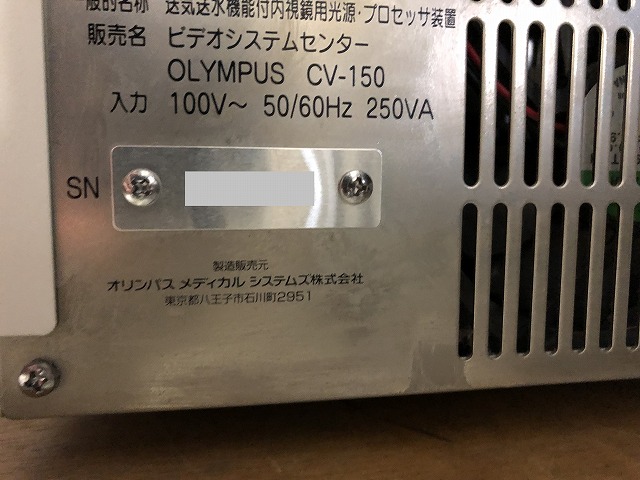 般的名称 送気送水機能付内視鏡用光源・プロセッサ装置
販売名 ビデオシステムセンター
OLYMPUS CV-150
入力 100V〜 50/60Hz 250VA
SN
製造販売元
オリンパス メディカル システムズ株式会社
東京都八王子市石川町2951